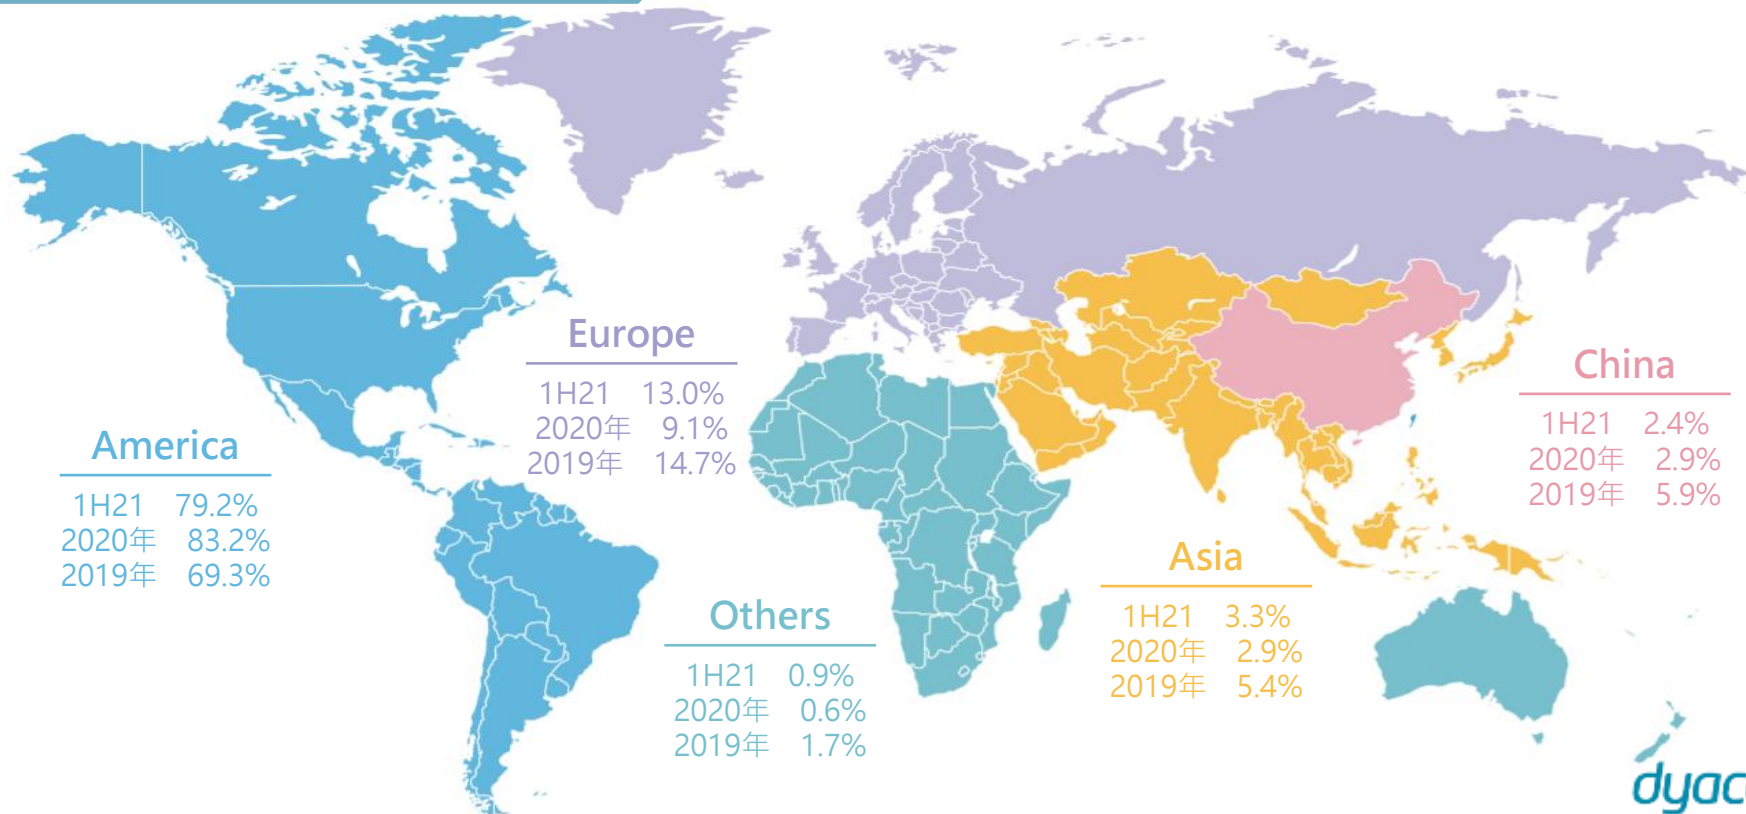 Europe
1H21 13.0%
2020年 9.1%
2019年 14.7%
America
1H21 79.2%
2020年 83.2%
2019年 69.3%
China
1H21 2.4%
2020年 2.9%
2019年 5.9%
Asia
1H21 3.3%
2020年 2.9%
2019年 5.4%
Others
1H21 0.9%
2020年 0.6%
2019年 1.7%
dyac